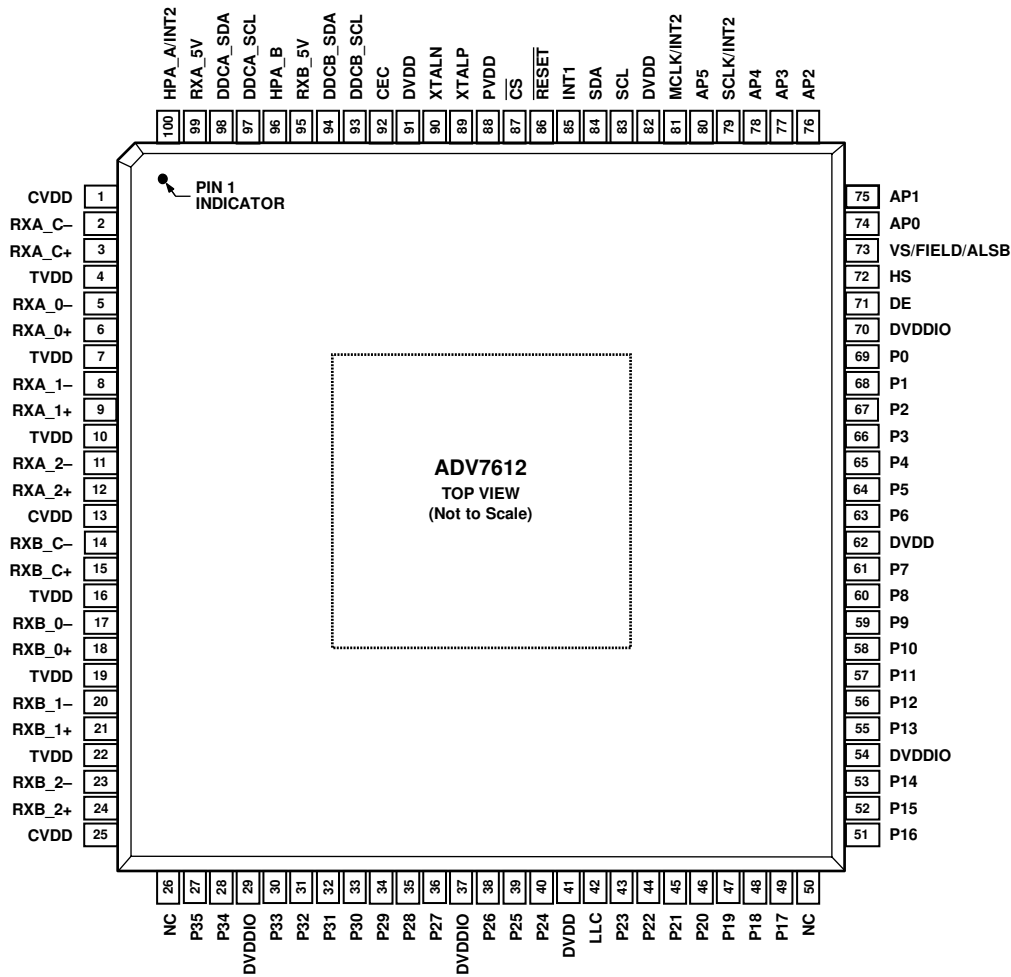 HPA_A/INT2
RXA_5V
DDCA_SDA
DDCA_SCL
HPA_B
RXB_5V
DDCB_SDA
DDCB_SCL
CEC
DVDD
XTALN
XTALP
PVDD
CS
RESET
INT1
SDA
SCL
DVDD
MCLK/INT2
AP5
SCLK/INT2
AP4
AP3
AP2
100
99
98
97
96
95
94
93
92
91
90
89
88
87
86
85
84
83
82
81
80
79
78
77
76
PIN 1
INDICATOR
CVDD 1
RXA_C– 2
RXA_C+ 3
TVDD 4
RXA_0– 5
RXA_0+ 6
TVDD 7
RXA_1– 8
RXA_1+ 9
TVDD 10
RXA_2– 11
RXA_2+ 12
CVDD 13
RXB_C– 14
RXB_C+ 15
TVDD 16
RXB_0– 17
RXB_0+ 18
TVDD 19
RXB_1– 20
RXB_1+ 21
TVDD 22
RXB_2– 23
RXB_2+ 24
CVDD 25
ADV7612
TOP VIEW
(Not to Scale)
75 AP1
74 AP0
73 VS/FIELD/ALSB
72 HS
71 DE
70 DVDDIO
69 P0
68 P1
67 P2
66 P3
65 P4
64 P5
63 P6
62 DVDD
61 P7
60 P8
59 P9
58 P10
57 P11
56 P12
55 P13
54 DVDDIO
53 P14
52 P15
51 P16
26
27
28
29
30
31
32
33
34
35
36
37
38
39
40
41
42
43
44
45
46
47
48
49
50
NC
P35
P34
DVDDIO
P33
P32
P31
P30
P29
P28
P27
DVDDIO
P26
P25
P24
DVDD
LLC
P23
P22
P21
P20
P19
P18
P17
NC